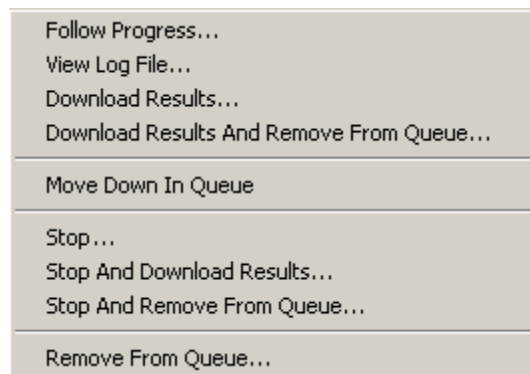 Follow Progress...
View Log File...
Download Results...
Download Results And Remove From Queue...
Move Down In Queue
Stop...
Stop And Download Results...
Stop And Remove From Queue...
Remove From Queue...